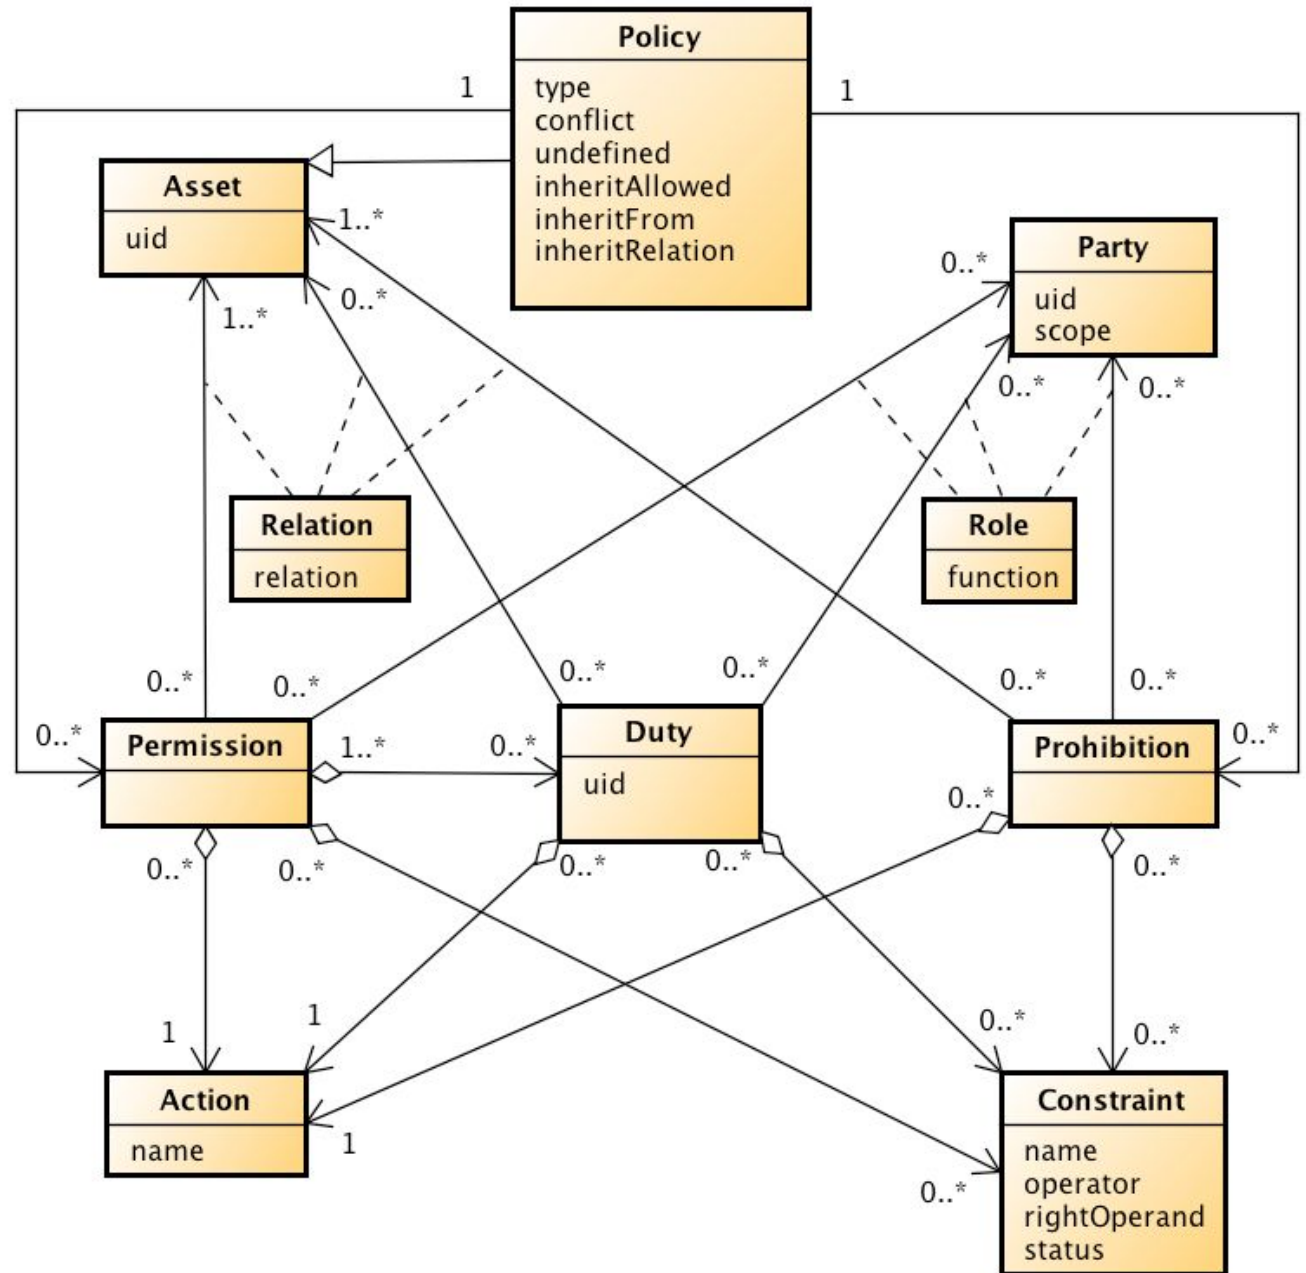 Policy
type
conflict
undefined
inheritAllowed
inheritFrom
inheritRelation
1
1
Asset
uid
1..*
0..*
1..*
Party
uid
scope
0..*
0..*
0..*
Relation
relation
Role
function
0..*
0..*
0..*
0..*
0..*
0..*
0..*
Permission
1..*
0..*
Duty
uid
Prohibition
0..*
0..*
0..*
0..*
0..*
0..*
0..*
1
1
0..*
0..*
Action
name
1
Constraint
name
operator
rightOperand
status
0..*